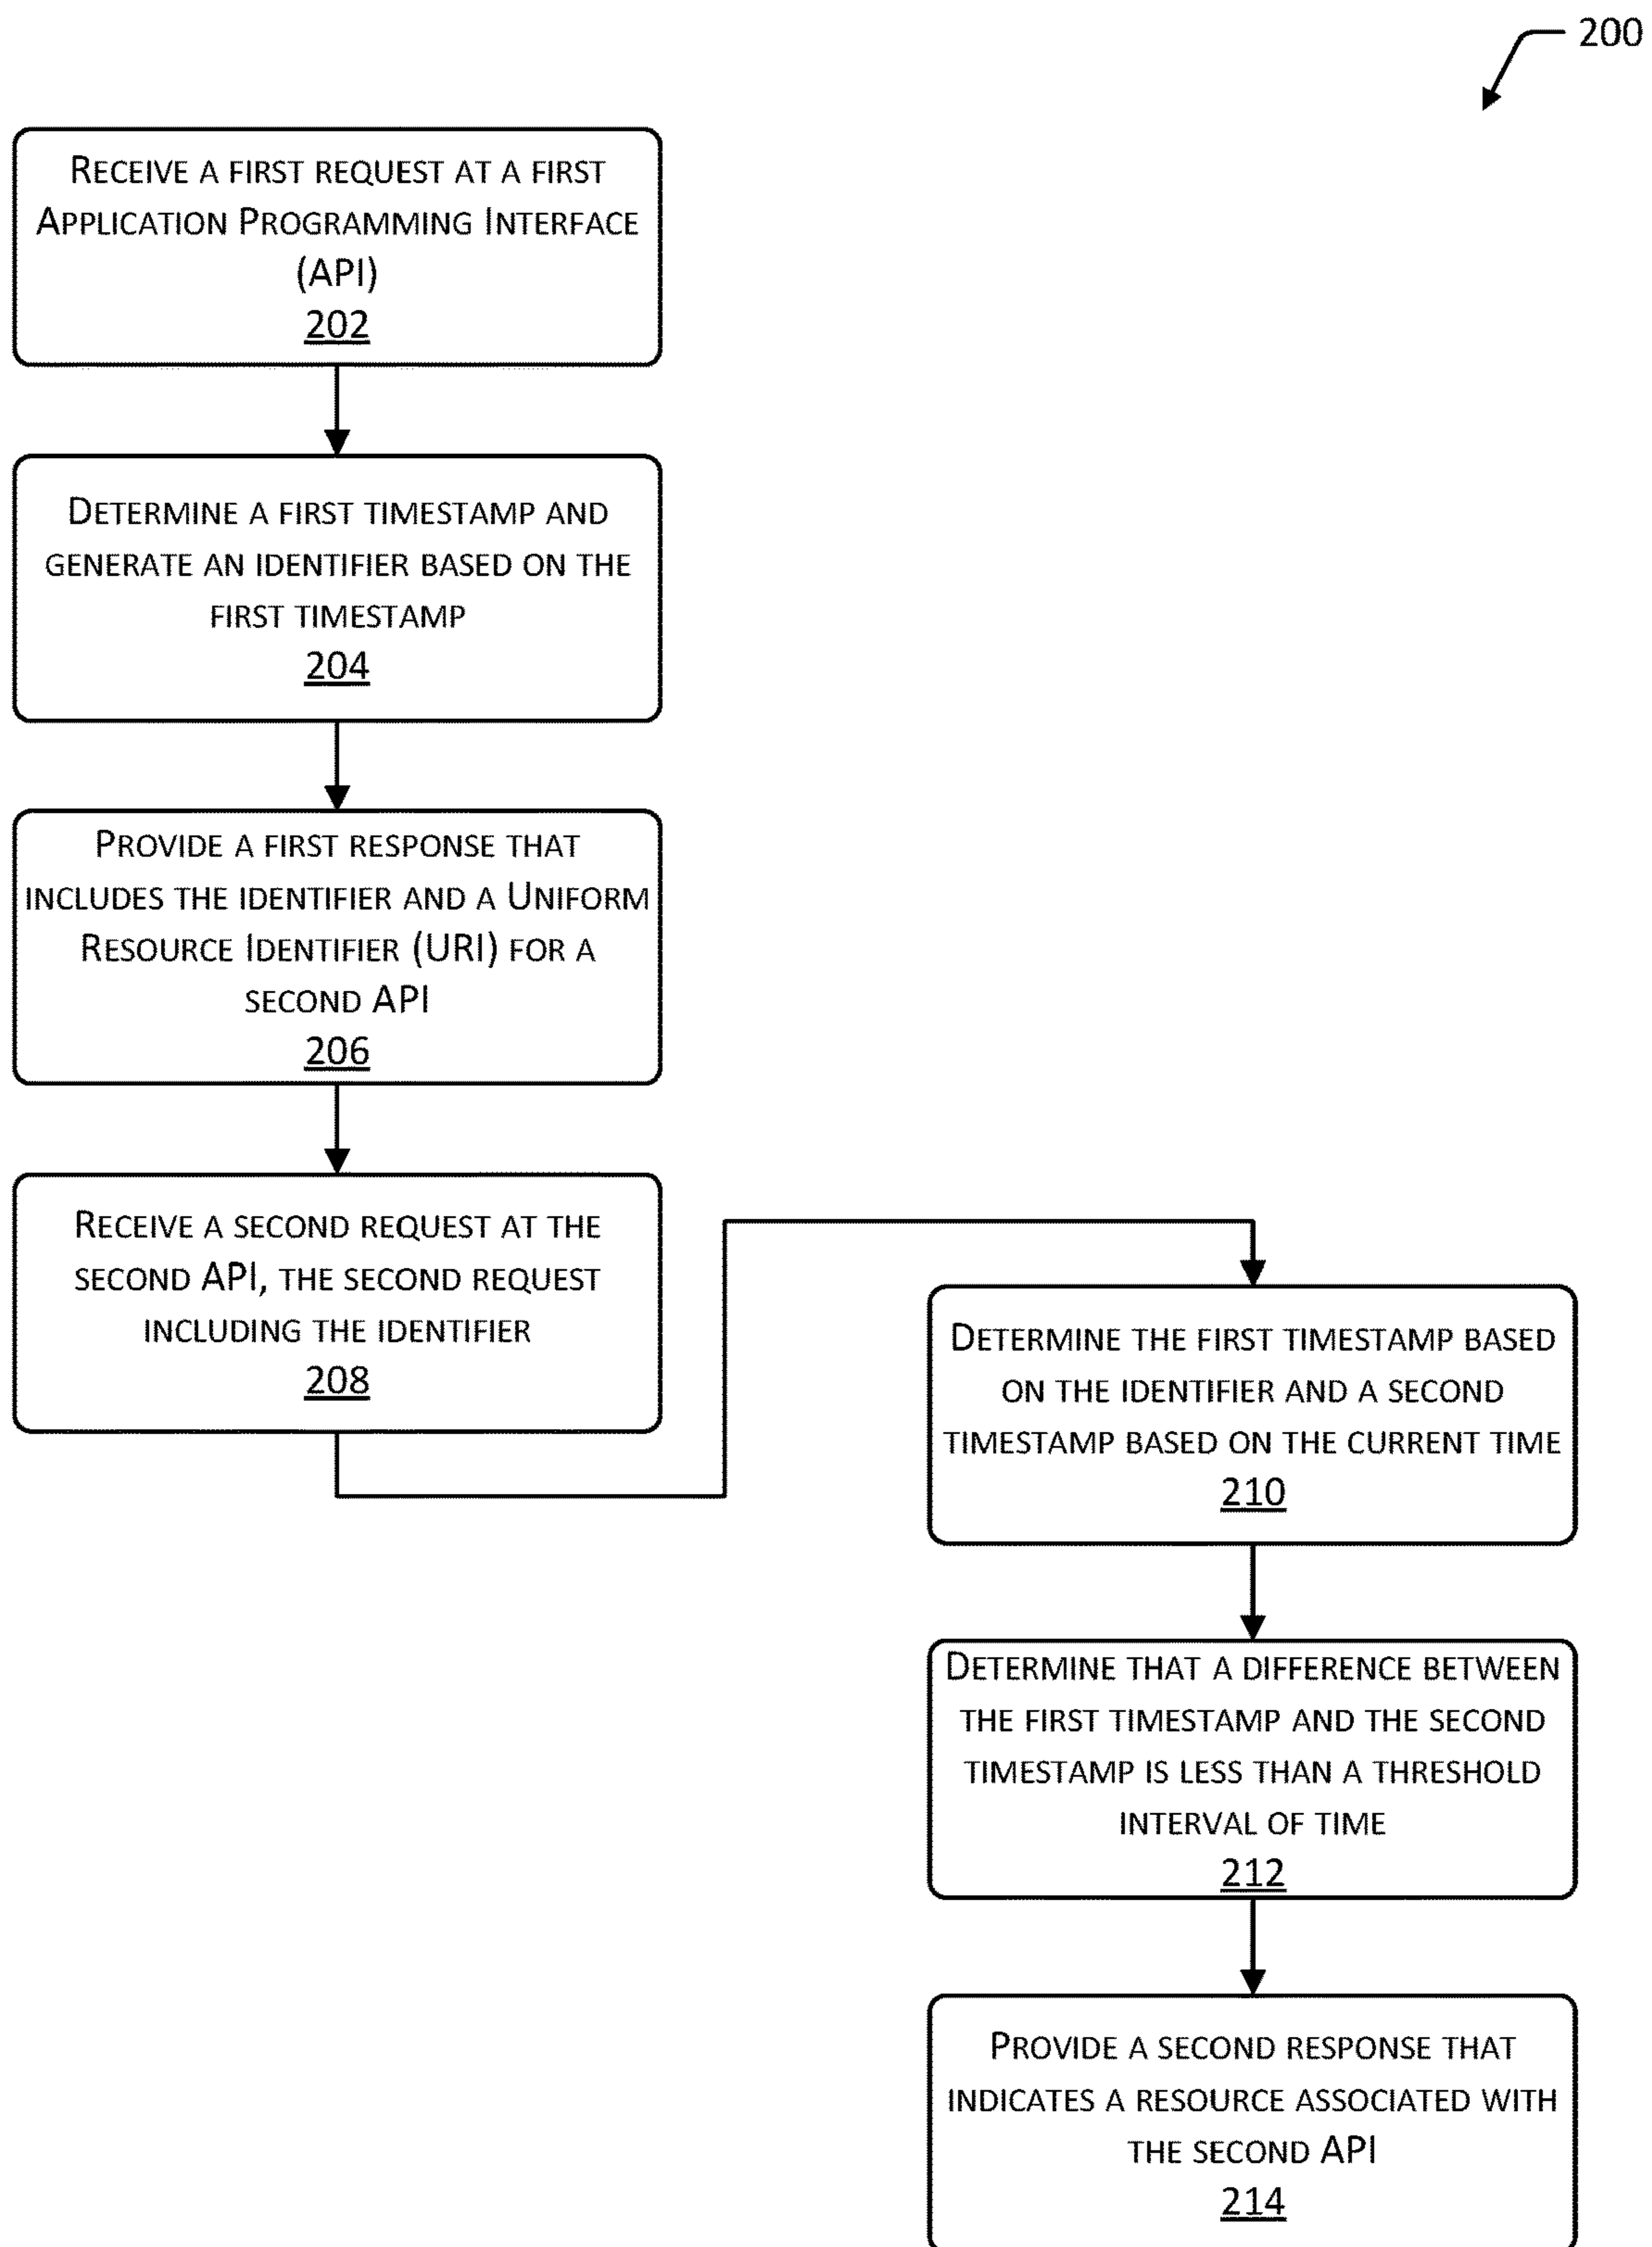 200
RECEIVE A FIRST REQUEST AT A FIRST
APPLICATION PROGRAMMING INTERFACE
(API)
202
DETERMINE A FIRST TIMESTAMP AND
GENERATE AN IDENTIFIER BASED ON THE
FIRST TIMESTAMP
204
PROVIDE A FIRST RESPONSE THAT
INCLUDES THE IDENTIFIER AND A UNIFORM
RESOURCE IDENTIFIER (URI) FOR A
SECOND API
206
RECEIVE A SECOND REQUEST AT THE
SECOND API, THE SECOND REQUEST
INCLUDING THE IDENTIFIER
208
DETERMINE THE FIRST TIMESTAMP BASED
ON THE IDENTIFIER AND A SECOND
TIMESTAMP BASED ON THE CURRENT TIME
210
DETERMINE THAT A DIFFERENCE BETWEEN
THE FIRST TIMESTAMP AND THE SECOND
TIMESTAMP IS LESS THAN A THRESHOLD
INTERVAL OF TIME
212
PROVIDE A SECOND RESPONSE THAT
INDICATES A RESOURCE ASSOCIATED WITH
THE SECOND API
214